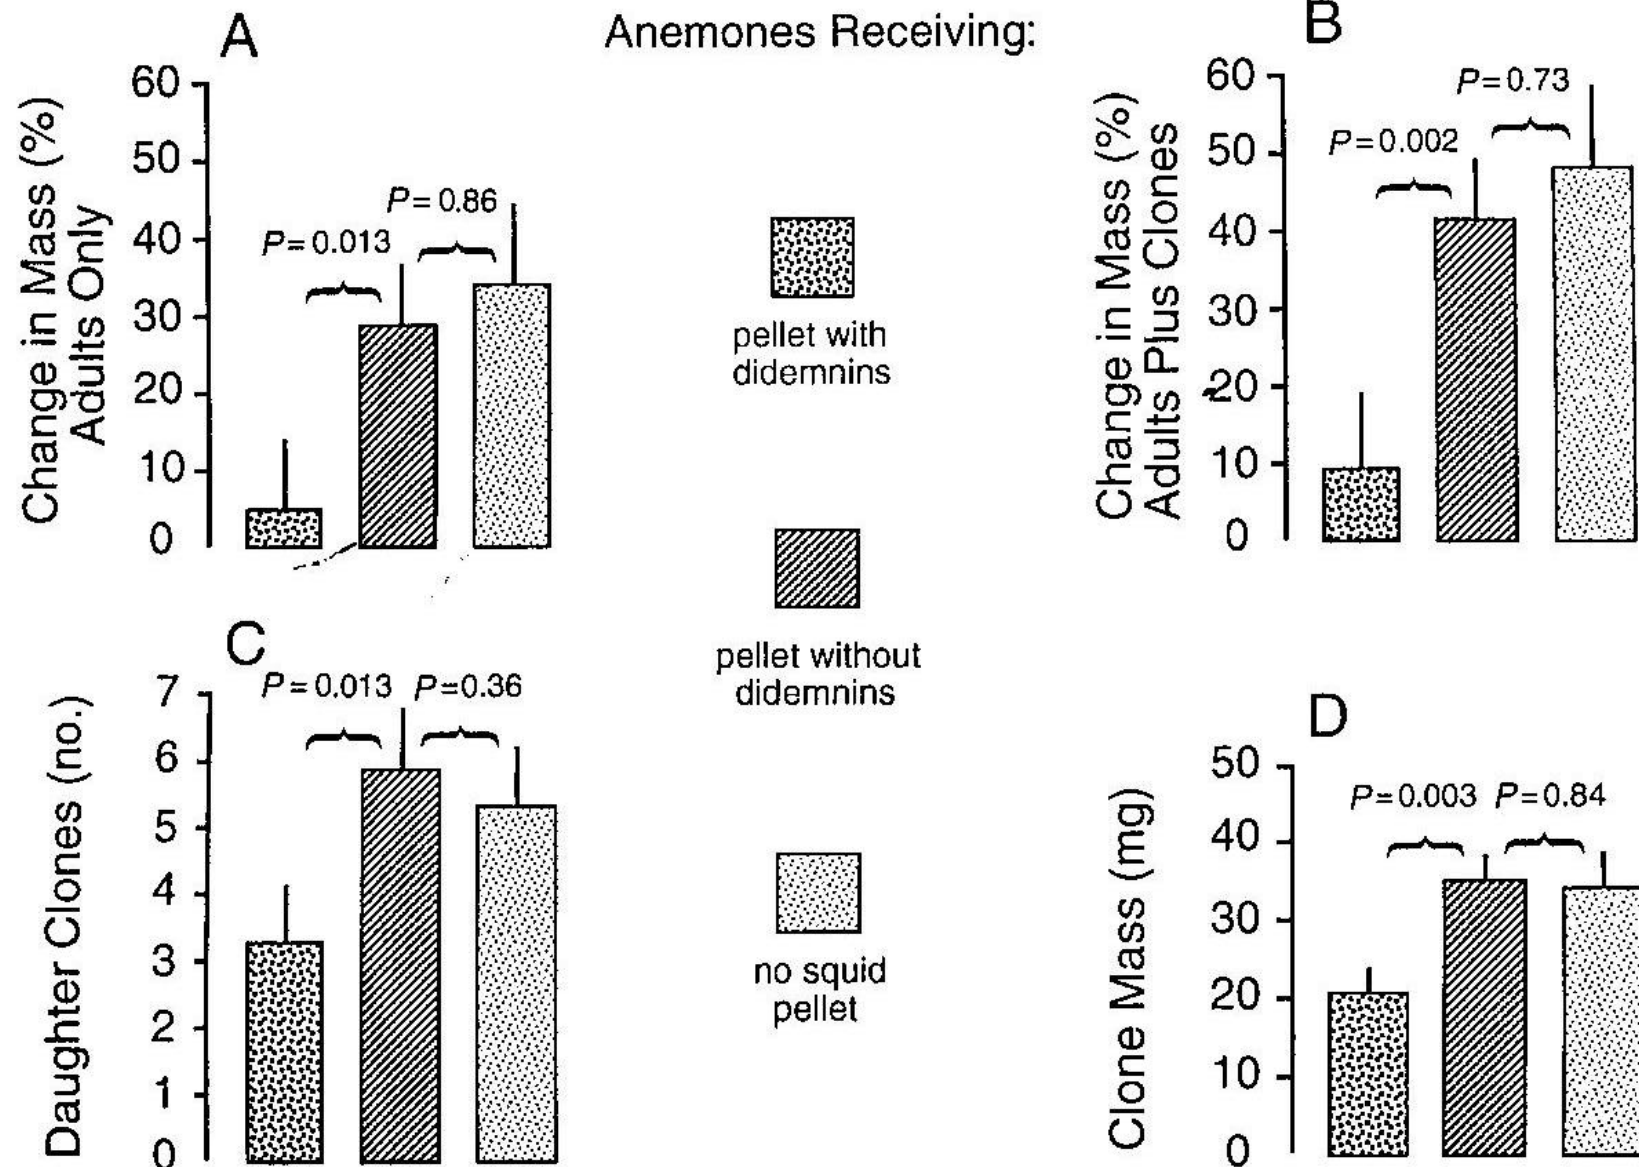 Anemones Receiving:
A
Change in Mass (%)
Adults Only
60
50
40
30
20
10
0
P=0.013
P=0.86
B
Change in Mass (%)
Adults Plus Clones
60
50
40
30
20
10
0
P=0.002
P=0.73
pellet with
didemnins
pellet without
didemnins
no squid
pellet
C
Daughter Clones (no.)
7
6
5
4
3
2
1
0
P=0.013 P=0.36
D
Clone Mass (mg)
50
40
30
20
10
0
P=0.003 P=0.84